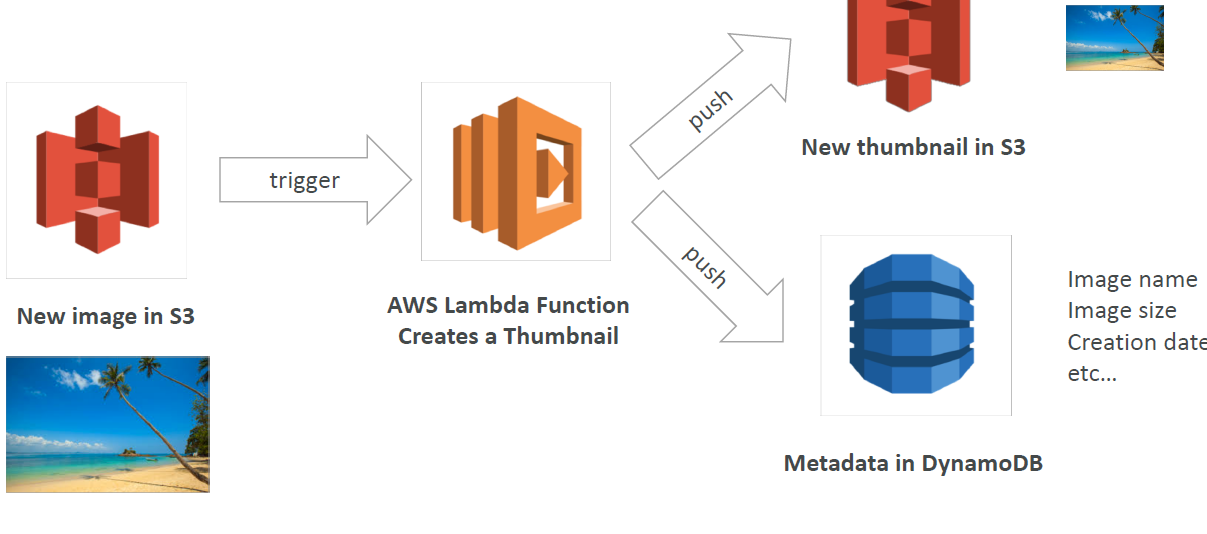 New image in S3
trigger
AWS Lambda Function
Creates a Thumbnail
push
New thumbnail in S3
push
Metadata in DynamoDB
Image name
Image size
Creation date
etc...